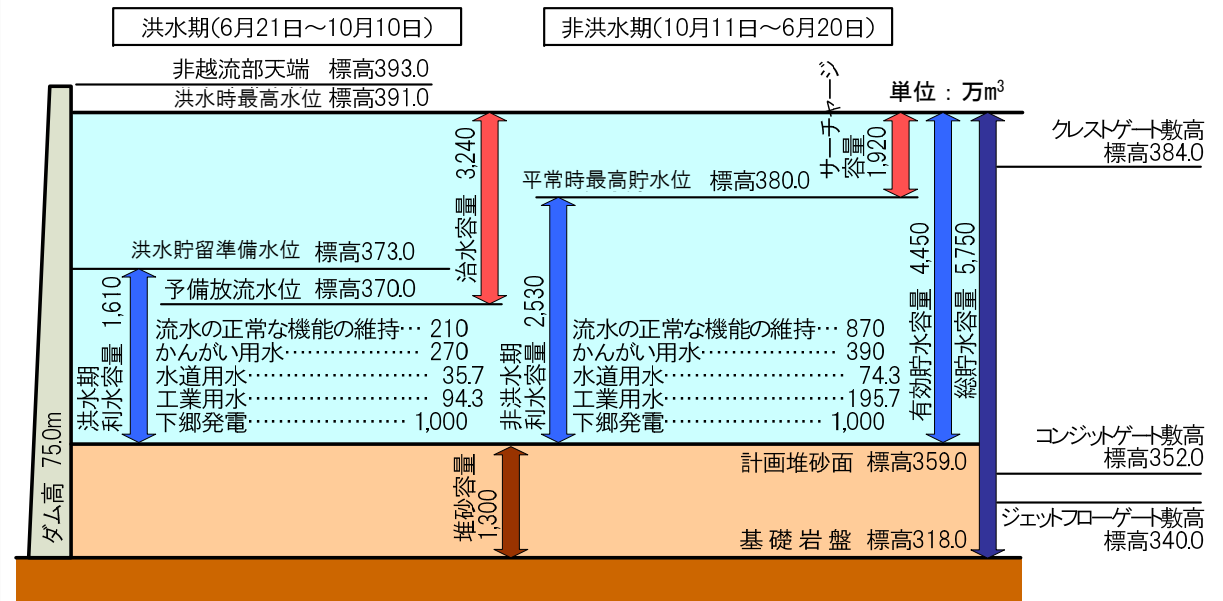 洪水期(6月21日～10月10日)
非洪水期(10月11日～6月20日)
単位：万m³
非越流部天端 標高393.0
洪水時最高水位 標高391.0
サーチャージ
容量
1,920
クレストゲート敷高
標高384.0
治水容量 3,240
平常時最高貯水位 標高380.0
洪水貯留準備水位 標高373.0
予備放流水位 標高370.0
洪水期
利水容量 1,610
流水の正常な機能の維持… 210
かんがい用水……………… 270
水道用水……………………… 35.7
工業用水……………………… 94.3
下郷発電…………………… 1,000
非洪水期
利水容量 2,530
流水の正常な機能の維持… 870
かんがい用水……………… 390
水道用水……………………… 74.3
工業用水……………………… 195.7
下郷発電…………………… 1,000
有効貯水容量 4,450
総貯水容量 5,750
コンジットゲート敷高
標高352.0
ダム高 75.0m
堆砂容量
1,300
計画堆砂面 標高359.0
ジェットフローゲート敷高
標高340.0
基礎岩盤 標高318.0